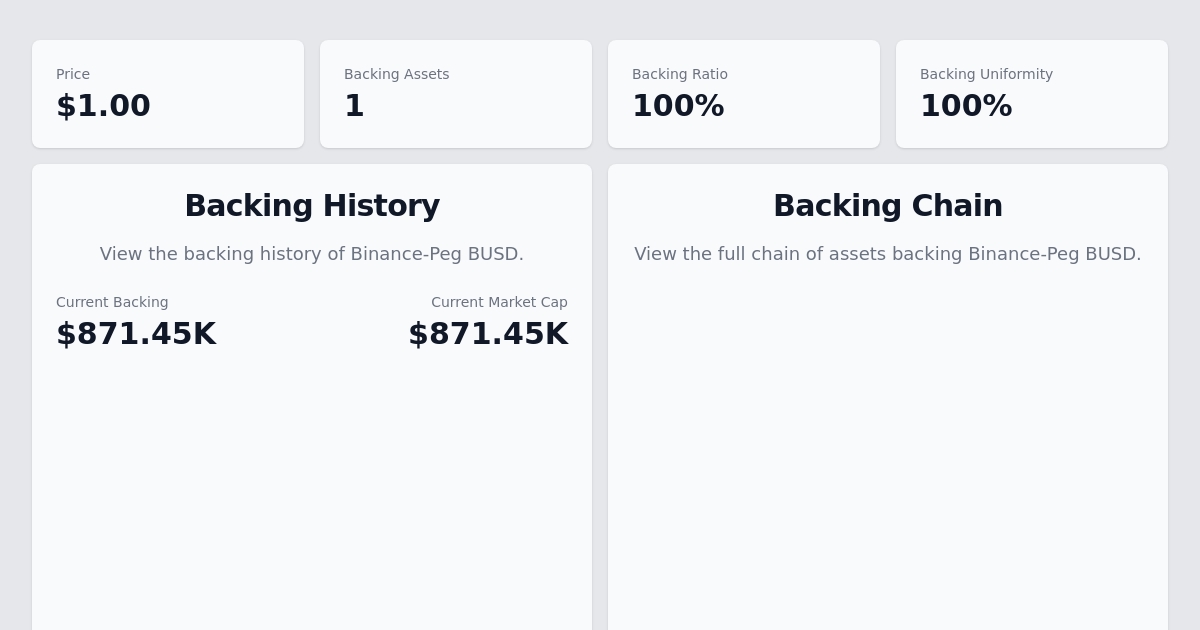 Price
$1.00
Backing Assets
1
Backing Ratio
100%
Backing Uniformity
100%
Backing History
View the backing history of Binance-Peg BUSD.
Current Backing
$871.45K
Current Market Cap
$871.45K
Backing Chain
View the full chain of assets backing Binance-Peg BUSD.